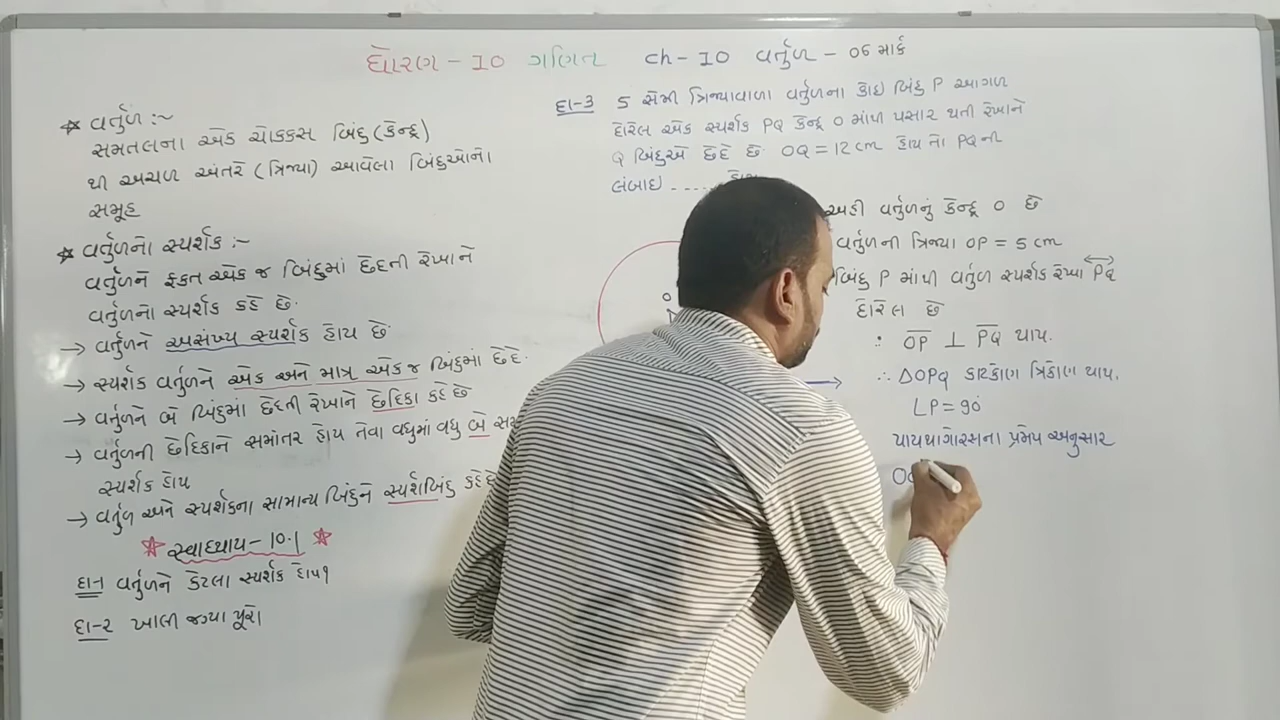 ધોરણ - 10 ગણિત ch - 10 વર્તુળ - 06 માર્ક
★ વર્તુળ :~
સમતલના એક ચોકકસ બિંદુ (કેન્દ્ર)
થી અચળ અંતરે (ત્રિજ્યા) આવેલા બિંદુઓનો
સમૂહ
★ વર્તુળનો સ્પર્શક :~
વર્તુળને ફક્ત એક જ બિંદુમાં છેદતી રેખાને
વર્તુળનો સ્પર્શક કહે છે.
→ વર્તુળને અસંખ્ય સ્પર્શક હોય છે.
→ સ્પર્શક વર્તુળને એક અને માત્ર એક જ બિંદુમાં છેદે.
→ વર્તુળને બે બિંદુમાં છેદતી રેખાને છેદિકા કહે છે
→ વર્તુળની છેદિકાને સમાંતર હોય તેવા વધુમાં વધુ બે
સ્પર્શક હોય
→ વર્તુળ અને સ્પર્શકના સામાન્ય બિંદુને સ્પર્શબિંદુ કહે છે
★ સ્વાધ્યાય - 10.1 ★
દા-1 વર્તુળને કેટલા સ્પર્શક હોય?
દા-2 ખાલી જગ્યા પૂરો
દા-3 5 સેમી ત્રિજ્યાવાળા વર્તુળના કોઇ બિંદુ P આગળ
દોરેલ એક સ્પર્શક PQ કેન્દ્ર O માંથી પસાર થતી રેખાને
Q બિંદુએ છેદે છે OQ = 12 cm હોય તો PQ ની
લંબાઇ ....
O
અહી વર્તુળનું કેન્દ્ર O છે
વર્તુળની ત્રિજ્યા OP = 5 cm
બિંદુ P માંથી વર્તુળ સ્પર્શક રેખા PQ
દોરેલ છે
∴ OP ⊥ PQ થાય.
∴ ΔOPQ કાટકોણ ત્રિકોણ થાય.
∠P = 90°
પાયથાગોરસના પ્રમેય અનુસાર